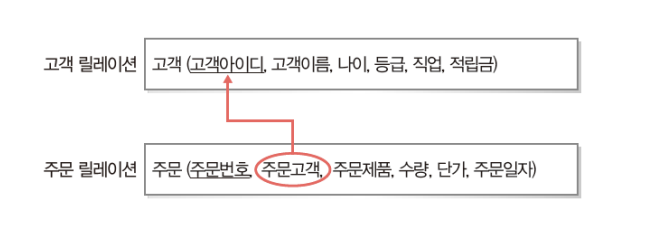 고객 릴레이션 고객 (고객아이디, 고객이름, 나이, 등급, 직업, 적립금)
주문 릴레이션 주문 (주문번호, 주문고객, 주문제품, 수량, 단가, 주문일자)